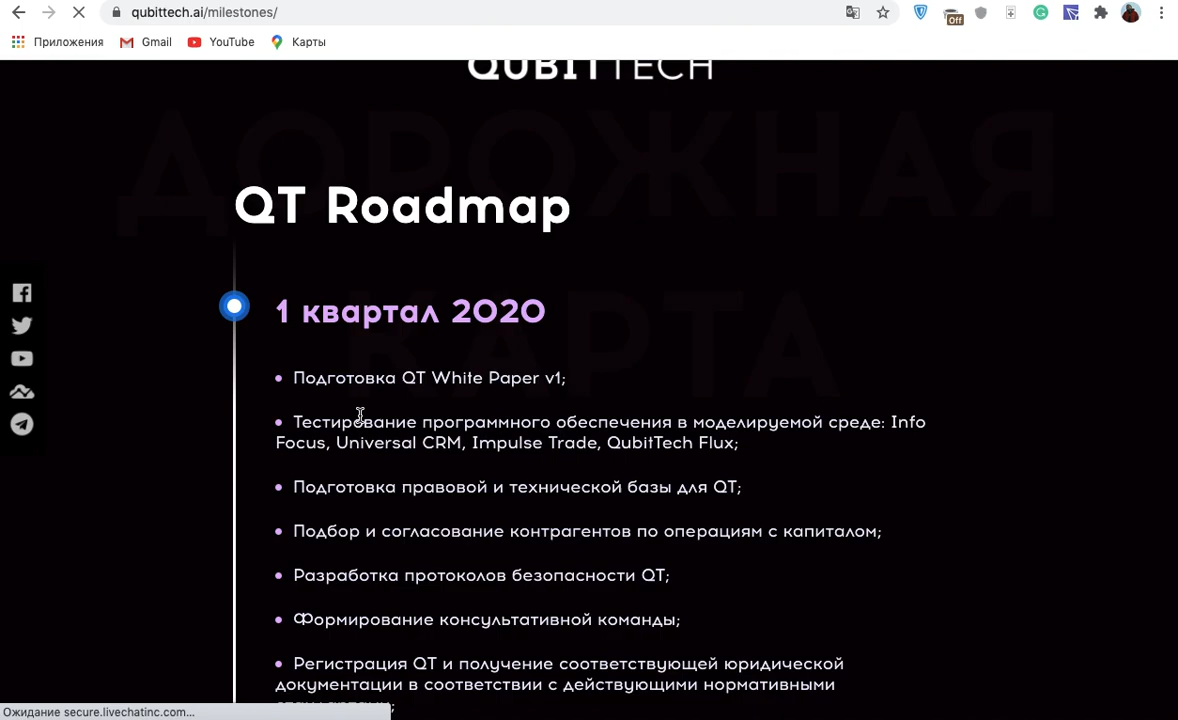 qubittech.ai/milestones/
Off
Приложения Gmail YouTube Карты
QUBITTECH
ДОРОЖНАЯ
QT Roadmap
КАРТА
1 квартал 2020
• Подготовка QT White Paper v1;
• Тестирование программного обеспечения в моделируемой среде: Info
Focus, Universal CRM, Impulse Trade, QubitTech Flux;
• Подготовка правовой и технической базы для QT;
• Подбор и согласование контрагентов по операциям с капиталом;
• Разработка протоколов безопасности QT;
• Формирование консультативной команды;
• Регистрация QT и получение соответствующей юридической
документации в соответствии с действующими нормативными
Ожидание secure.livechatinc.com...